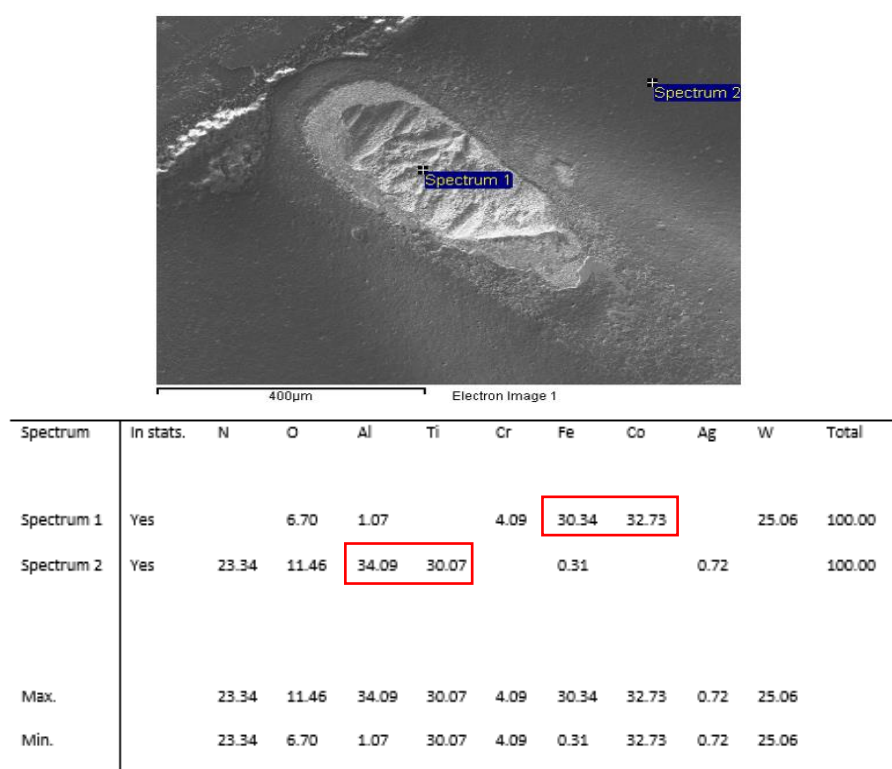 Spectrum 2
Spectrum 1
400µm Electron Image 1
Spectrum In stats. N O Al Ti Cr Fe Co Ag W Total
Spectrum 1 Yes 6.70 1.07 4.09 30.34 32.73 25.06 100.00
Spectrum 2 Yes 23.34 11.46 34.09 30.07 0.31 0.72 100.00
Max. 23.34 11.46 34.09 30.07 4.09 30.34 32.73 0.72 25.06
Min. 23.34 6.70 1.07 30.07 4.09 0.31 32.73 0.72 25.06